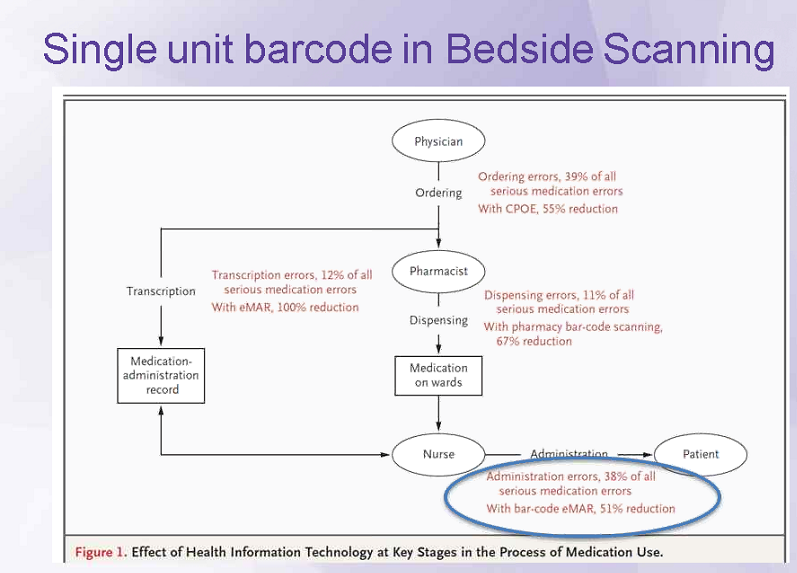 Single unit barcode in Bedside Scanning
Physician
Ordering
Ordering errors, 39% of all
serious medication errors
With CPOE, 55% reduction
Transcription
Transcription errors, 12% of all
serious medication errors
With eMAR, 100% reduction
Pharmacist
Dispensing
Dispensing errors, 11% of all
serious medication errors
With pharmacy bar-code scanning,
67% reduction
Medication-
administration
record
Medication
on wards
Nurse
Administration
Patient
Administration errors, 38% of all
serious medication errors
With bar-code eMAR, 51% reduction
Figure 1. Effect of Health Information Technology at Key Stages in the Process of Medication Use.